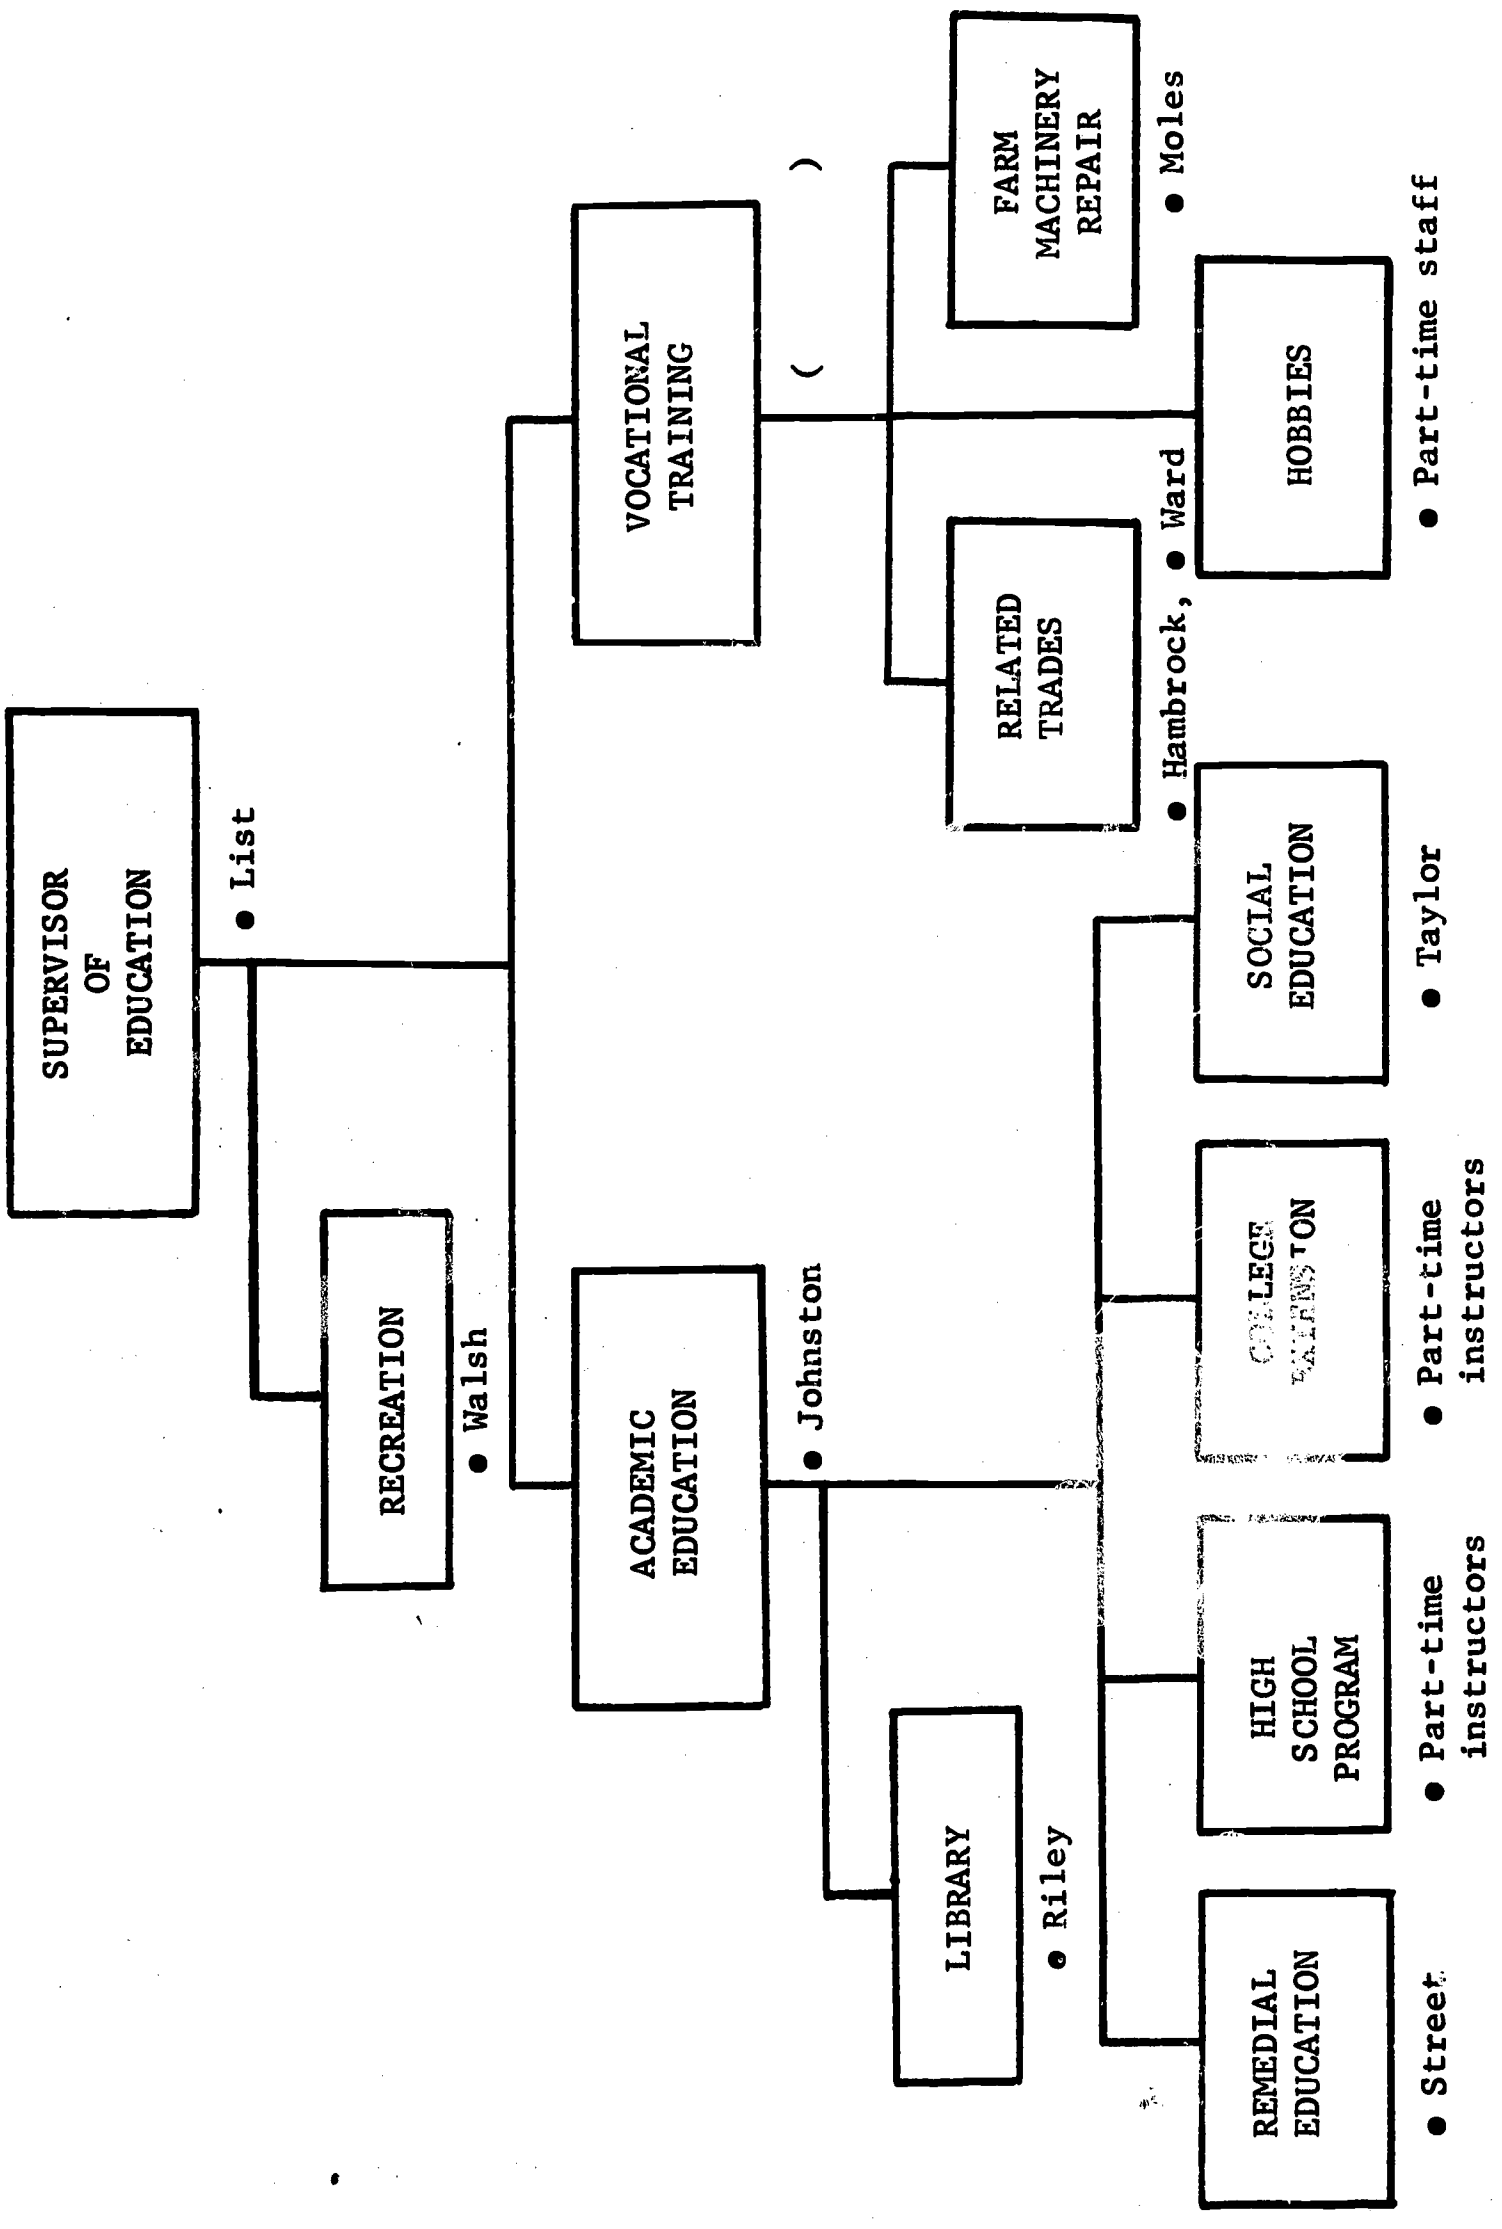 SUPERVISOR
OF
EDUCATION
● List
RECREATION
● Walsh
ACADEMIC
EDUCATION
● Johnston
VOCATIONAL
TRAINING
( )
LIBRARY
● Riley
RELATED
TRADES
● Hambrock, ● Ward
FARM
MACHINERY
REPAIR
● Moles
REMEDIAL
EDUCATION
● Street
HIGH
SCHOOL
PROGRAM
● Part-time
instructors
COLLEGE
EXTENSION
● Part-time
instructors
SOCIAL
EDUCATION
● Taylor
HOBBIES
● Part-time staff